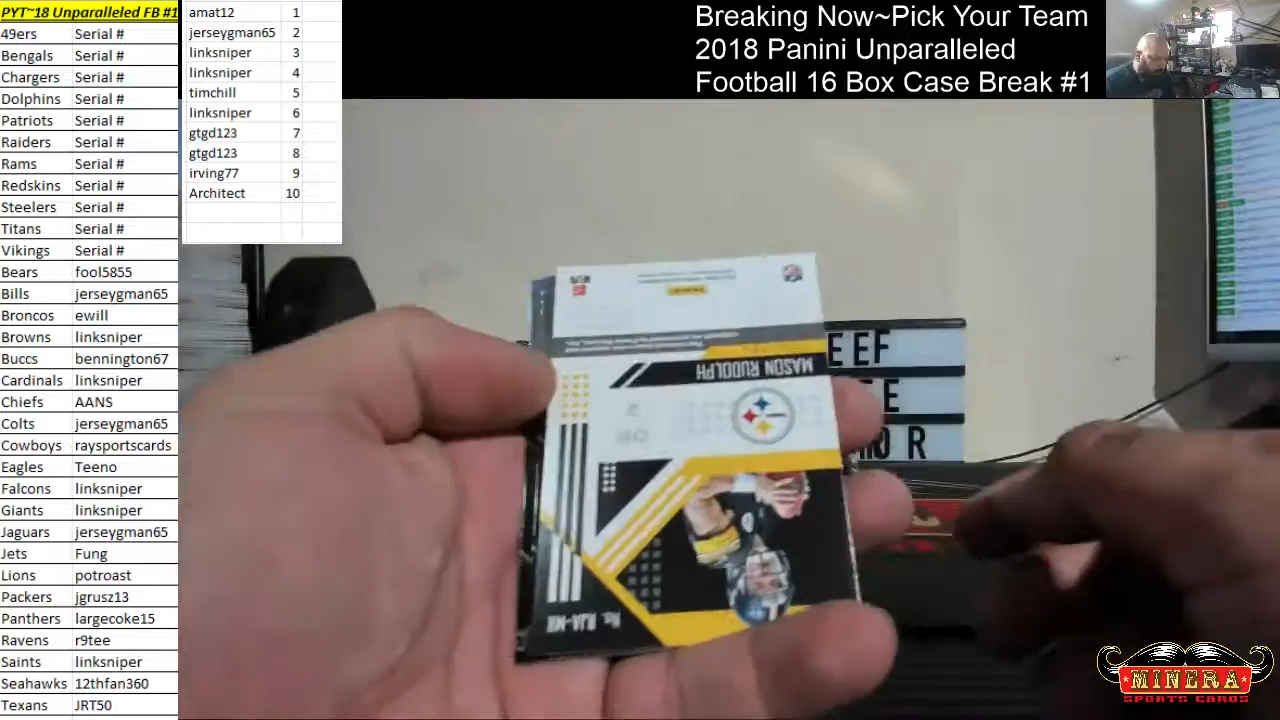 PYT~18 Unparalleled FB #1
49ers Serial #
Bengals Serial #
Chargers Serial #
Dolphins Serial #
Patriots Serial #
Raiders Serial #
Rams Serial #
Redskins Serial #
Steelers Serial #
Titans Serial #
Vikings Serial #
Bears fool5855
Bills jerseygman65
Broncos ewill
Browns linksniper
Buccs bennington67
Cardinals linksniper
Chiefs AANS
Colts jerseygman65
Cowboys raysportscards
Eagles Teeno
Falcons linksniper
Giants linksniper
Jaguars jerseygman65
Jets Fung
Lions potroast
Packers jgrusz13
Panthers largecoke15
Ravens r9tee
Saints linksniper
Seahawks 12thfan360
Texans JRT50
amat12 1
jerseygman65 2
linksniper 3
linksniper 4
timchill 5
linksniper 6
gtgd123 7
gtgd123 8
irving77 9
Architect 10
Breaking Now~Pick Your Team
2018 Panini Unparalleled
Football 16 Box Case Break #1
PANINI
MASON RUDOLPH
No. RJA-MR
EEF
E
R
MINERA
SPORTS CARDS